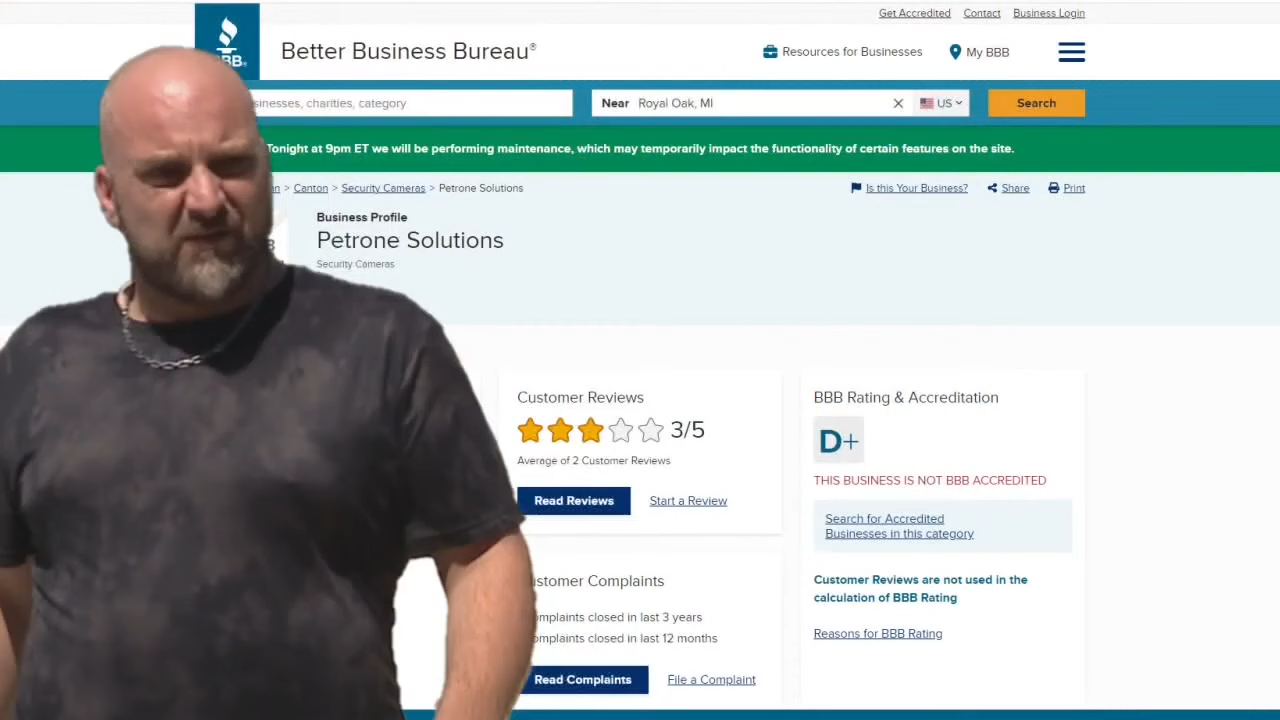 Get Accredited Contact Business Login
Better Business Bureau®
Resources for Businesses
My BBB
Near Royal Oak, MI
US
Search
Tonight at 9pm ET we will be performing maintenance, which may temporarily impact the functionality of certain features on the site.
> Canton > Security Cameras > Petrone Solutions
Is this Your Business? Share Print
Business Profile
Petrone Solutions
Security Cameras
Customer Reviews
3/5
Average of 2 Customer Reviews
Read Reviews Start a Review
BBB Rating & Accreditation
D+
THIS BUSINESS IS NOT BBB ACCREDITED
Search for Accredited
Businesses in this category
Customer Reviews are not used in the
calculation of BBB Rating
Reasons for BBB Rating
Complaints
closed in last 3 years
closed in last 12 months
Read Complaints File a Complaint
charities, category